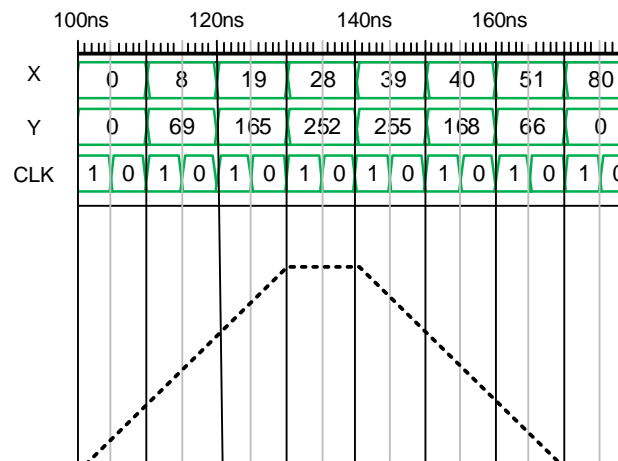 100ns 120ns 140ns 160ns
X 0 8 19 28 39 40 51 80
Y 0 69 165 252 255 168 66 0
CLK 1 0 1 0 1 0 1 0 1 0 1 0 1 0 1 0